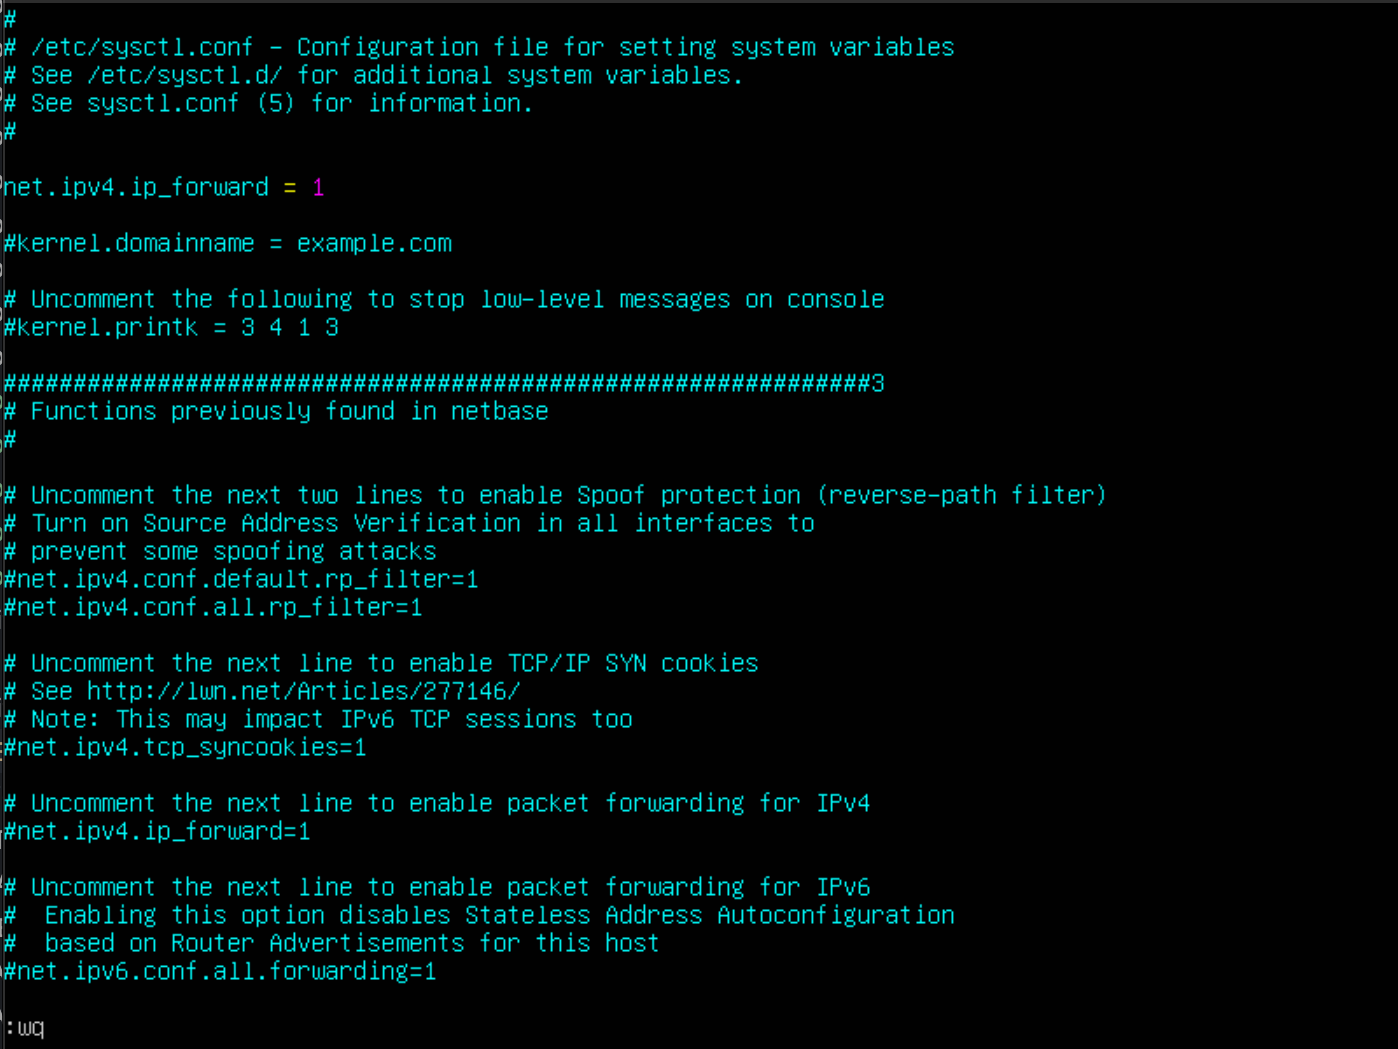 #
# /etc/sysctl.conf - Configuration file for setting system variables
# See /etc/sysctl.d/ for additional system variables.
# See sysctl.conf (5) for information.
#
net.ipv4.ip_forward = 1
#kernel.domainname = example.com
# Uncomment the following to stop low-level messages on console
#kernel.printk = 3 4 1 3
##############################################################3
# Functions previously found in netbase
#
# Uncomment the next two lines to enable Spoof protection (reverse-path filter)
# Turn on Source Address Verification in all interfaces to
# prevent some spoofing attacks
#net.ipv4.conf.default.rp_filter=1
#net.ipv4.conf.all.rp_filter=1
# Uncomment the next line to enable TCP/IP SYN cookies
# See http://lwn.net/Articles/277146/
# Note: This may impact IPv6 TCP sessions too
#net.ipv4.tcp_syncookies=1
# Uncomment the next line to enable packet forwarding for IPv4
#net.ipv4.ip_forward=1
# Uncomment the next line to enable packet forwarding for IPv6
#  Enabling this option disables Stateless Address Autoconfiguration
#  based on Router Advertisements for this host
#net.ipv6.conf.all.forwarding=1
:wq